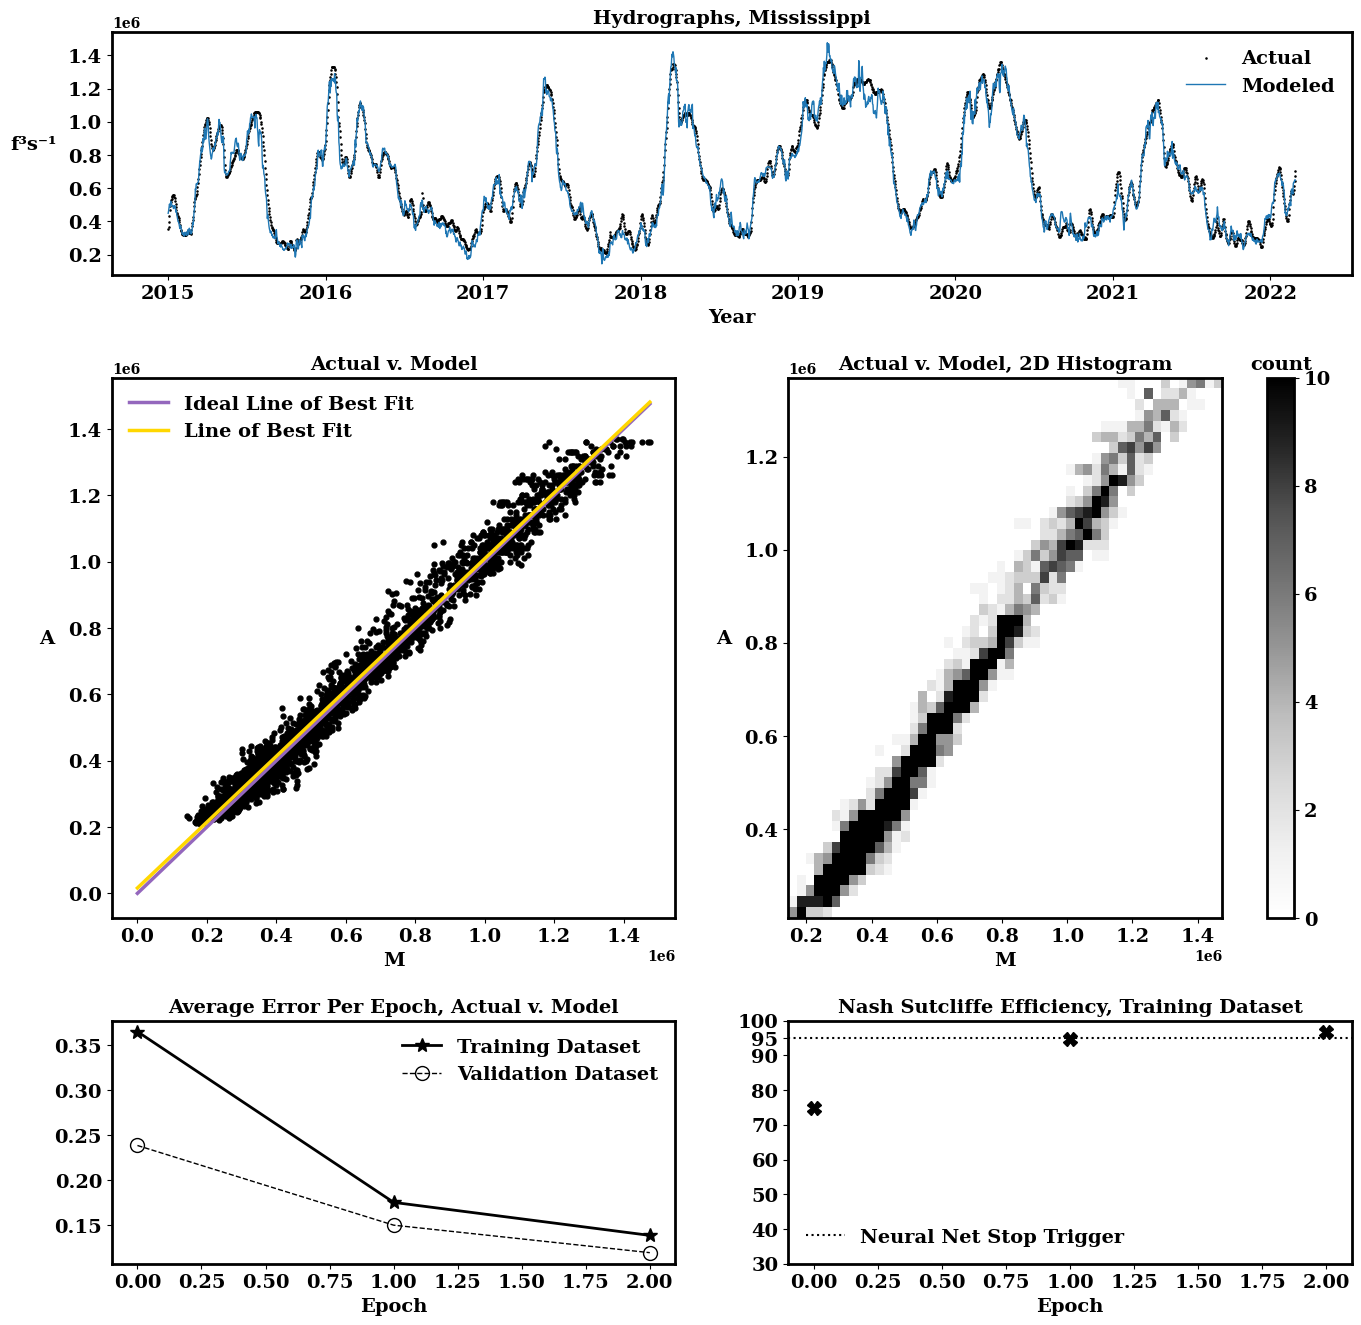 Hydrographs, Mississippi
1e6
1.4
1.2
1.0
0.8
0.6
0.4
0.2
f³s⁻¹
Actual
Modeled
2015 2016 2017 2018 2019 2020 2021 2022
Year
Actual v. Model
1e6
Ideal Line of Best Fit
Line of Best Fit
1.4
1.2
1.0
0.8
0.6
0.4
0.2
0.0
A
0.0 0.2 0.4 0.6 0.8 1.0 1.2 1.4
M
1e6
Actual v. Model, 2D Histogram
1e6
1.2
1.0
0.8
0.6
0.4
A
0.2 0.4 0.6 0.8 1.0 1.2 1.4
M
1e6
count
10
8
6
4
2
0
Average Error Per Epoch, Actual v. Model
Training Dataset
Validation Dataset
0.35
0.30
0.25
0.20
0.15
0.00 0.25 0.50 0.75 1.00 1.25 1.50 1.75 2.00
Epoch
Nash Sutcliffe Efficiency, Training Dataset
100
95
90
80
70
60
50
40
30
Neural Net Stop Trigger
0.00 0.25 0.50 0.75 1.00 1.25 1.50 1.75 2.00
Epoch